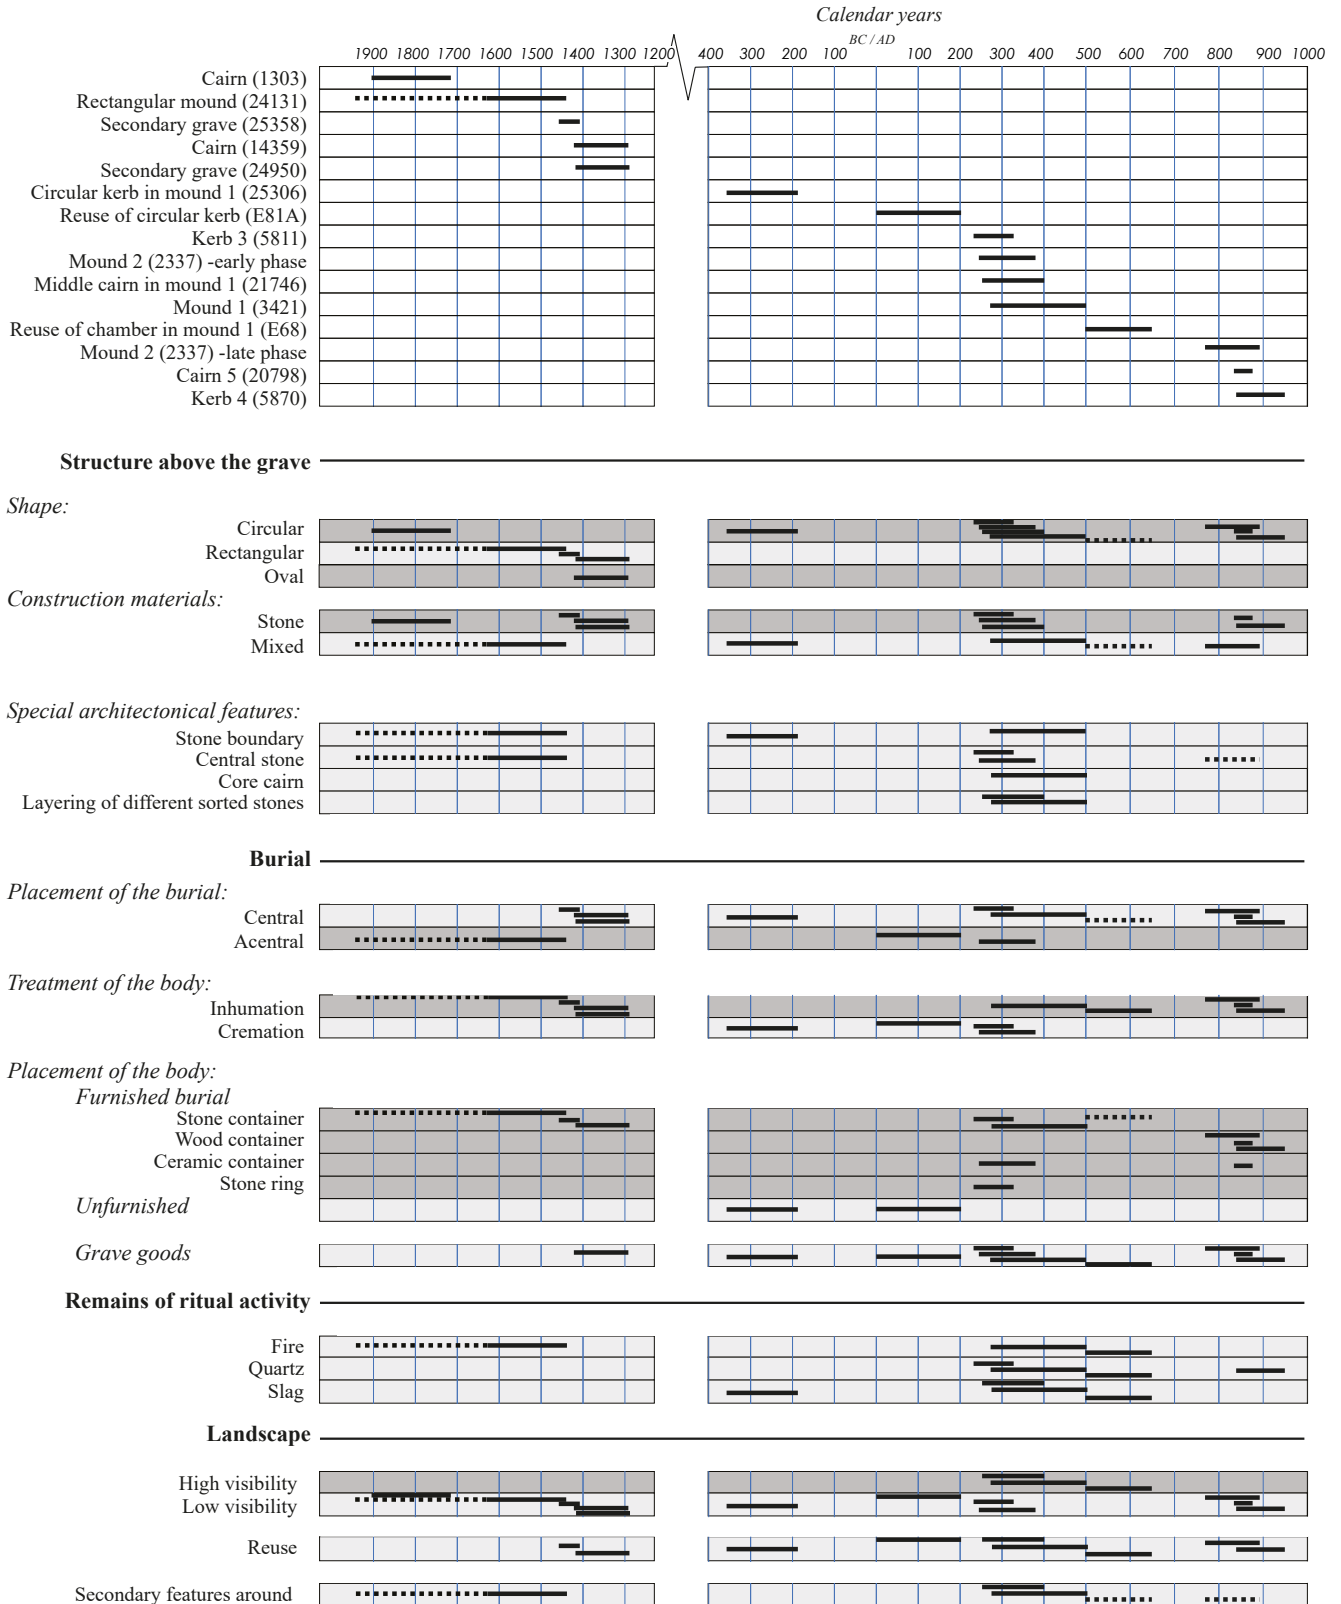 Calendar years
BC / AD
1900 1800 1700 1600 1500 1400 1300 1200 400 300 200 100 100 200 300 400 500 600 700 800 900 1000
Cairn (1303)
Rectangular mound (24131)
Secondary grave (25358)
Cairn (14359)
Secondary grave (24950)
Circular kerb in mound 1 (25306)
Reuse of circular kerb (E81A)
Kerb 3 (5811)
Mound 2 (2337) -early phase
Middle cairn in mound 1 (21746)
Mound 1 (3421)
Reuse of chamber in mound 1 (E68)
Mound 2 (2337) -late phase
Cairn 5 (20798)
Kerb 4 (5870)
Structure above the grave
Shape:
Circular
Rectangular
Oval
Construction materials:
Stone
Mixed
Special architectonical features:
Stone boundary
Central stone
Core cairn
Layering of different sorted stones
Burial
Placement of the burial:
Central
Acentral
Treatment of the body:
Inhumation
Cremation
Placement of the body:
Furnished burial
Stone container
Wood container
Ceramic container
Stone ring
Unfurnished
Grave goods
Remains of ritual activity
Fire
Quartz
Slag
Landscape
High visibility
Low visibility
Reuse
Secondary features around